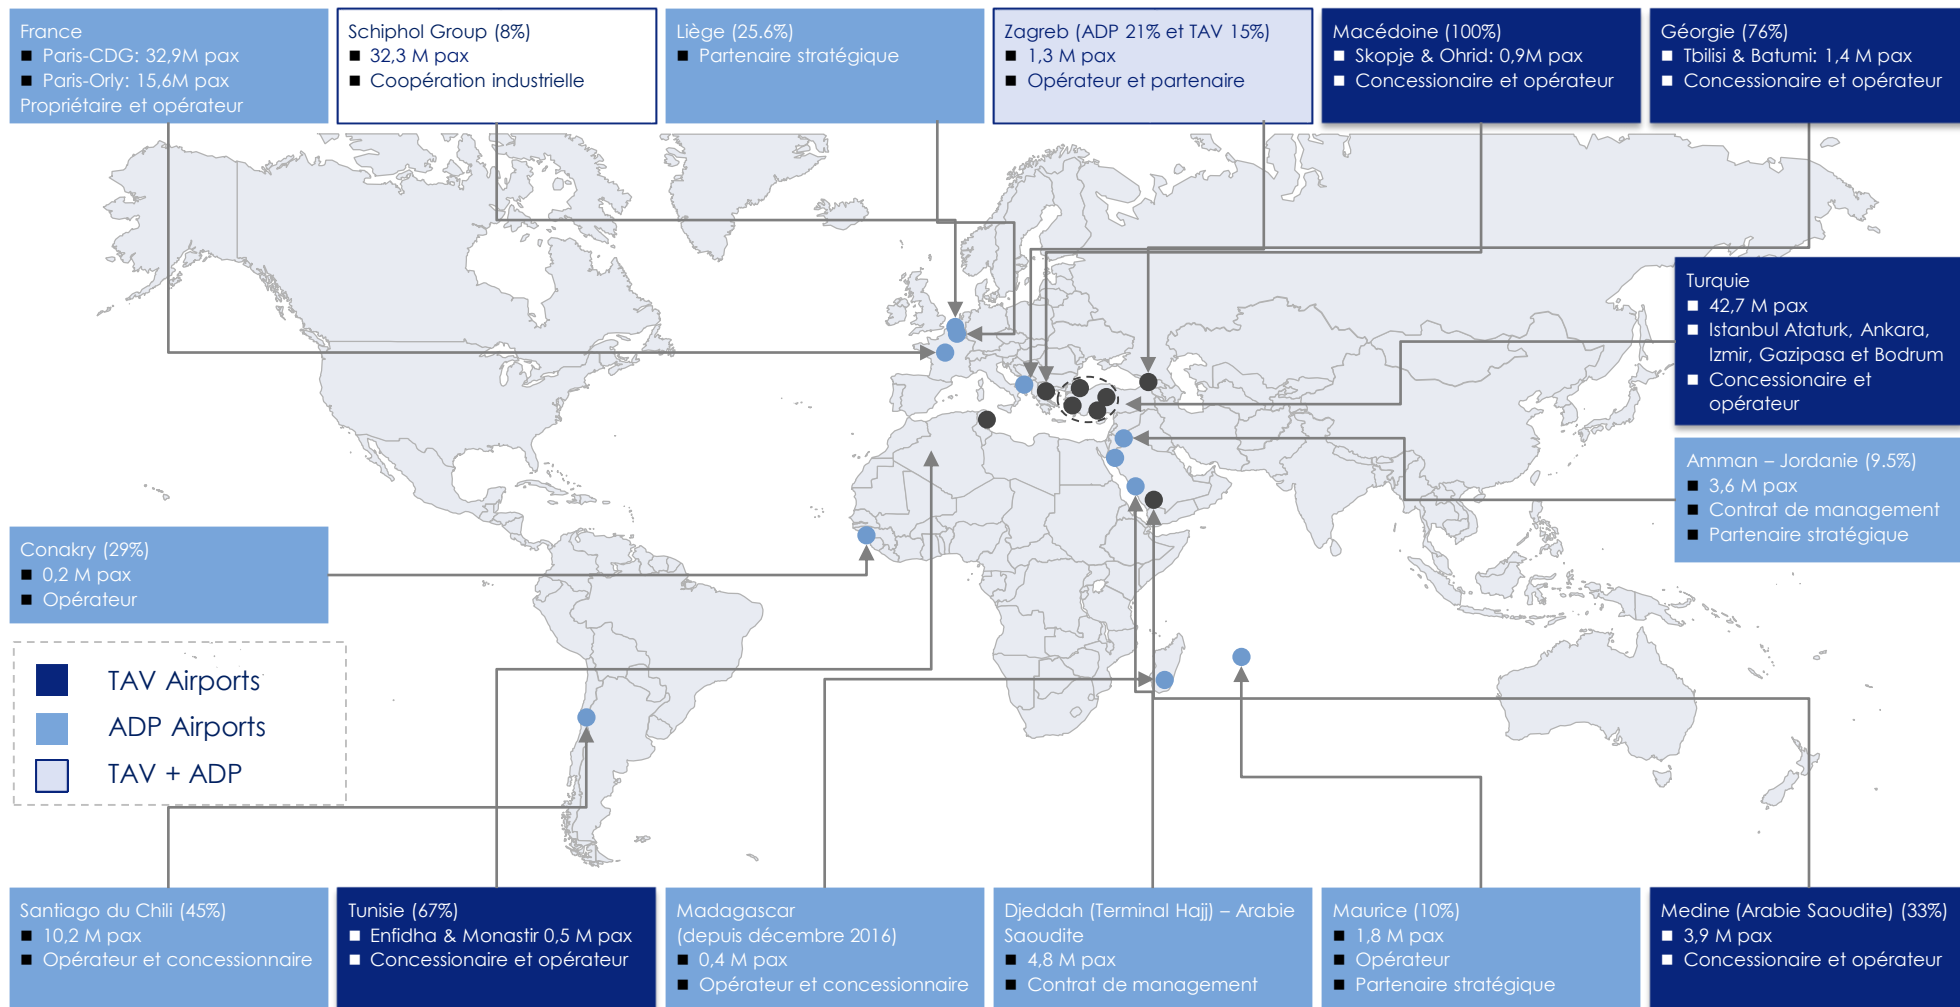 France
Paris-CDG: 32,9M pax
Paris-Orly: 15,6M pax
Propriétaire et opérateur
Schiphol Group (8%)
32,3 M pax
Coopération industrielle
Liège (25.6%)
Partenaire stratégique
Zagreb (ADP 21% et TAV 15%)
1,3 M pax
Opérateur et partenaire
Macédoine (100%)
Skopje & Ohrid: 0,9M pax
Concessionaire et opérateur
Géorgie (76%)
Tbilisi & Batumi: 1,4 M pax
Concessionaire et opérateur
Turquie
42,7 M pax
Istanbul Ataturk, Ankara,
Izmir, Gazipasa et Bodrum
Concessionaire et
opérateur
Amman – Jordanie (9.5%)
3,6 M pax
Contrat de management
Partenaire stratégique
Conakry (29%)
0,2 M pax
Opérateur
TAV Airports
ADP Airports
TAV + ADP
Santiago du Chili (45%)
10,2 M pax
Opérateur et concessionnaire
Tunisie (67%)
Enfidha & Monastir 0,5 M pax
Concessionaire et opérateur
Madagascar
(depuis décembre 2016)
0,4 M pax
Opérateur et concessionnaire
Djeddah (Terminal Hajj) – Arabie
Saoudite
4,8 M pax
Contrat de management
Maurice (10%)
1,8 M pax
Opérateur
Partenaire stratégique
Medine (Arabie Saoudite) (33%)
3,9 M pax
Concessionaire et opérateur